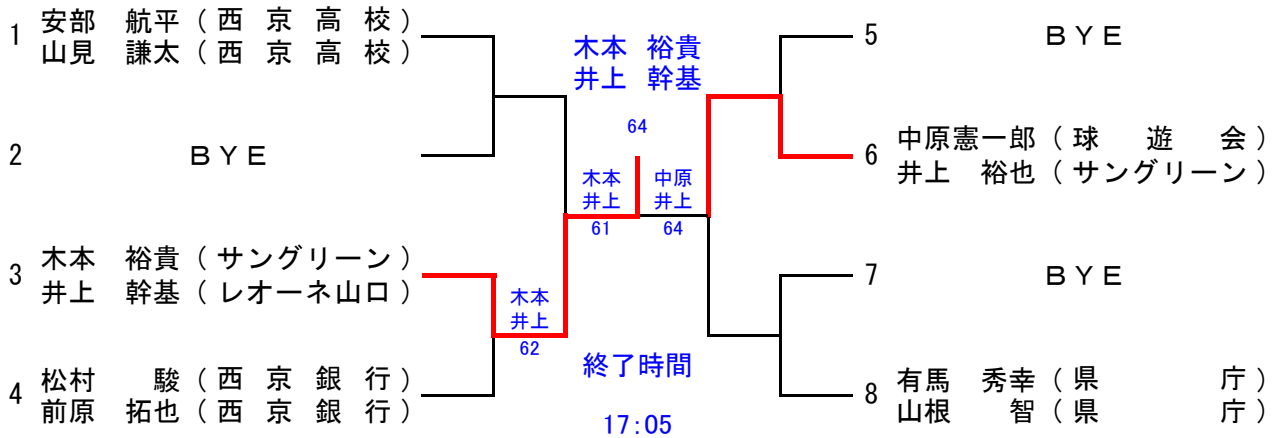 1 安部 航平 ( 西 京 高 校 )
山見 謙太 ( 西 京 高 校 )
2 ＢＹＥ
3 木本 裕貴 ( サングリーン )
井上 幹基 ( レオーネ山口 )
4 松村 駿 ( 西 京 銀 行 )
前原 拓也 ( 西 京 銀 行 )
木本 裕貴
井上 幹基
64
木本
井上
61
中原
井上
64
木本
井上
62
終了時間
17:05
5 ＢＹＥ
6 中原憲一郎 ( 球 遊 会 )
井上 裕也 ( サングリーン )
7 ＢＹＥ
8 有馬 秀幸 ( 県 庁 )
山根 智 ( 県 庁 )